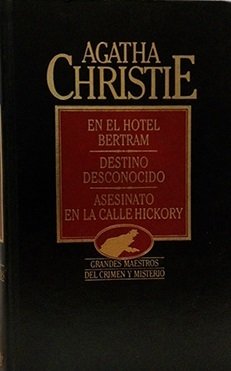 AGATHA
CHRISTIE
EN EL HOTEL
BERTRAM
DESTINO
DESCONOCIDO
ASESINATO
EN LA CALLE HICKORY
GRANDES MAESTROS
DEL CRIMEN Y MISTERIO